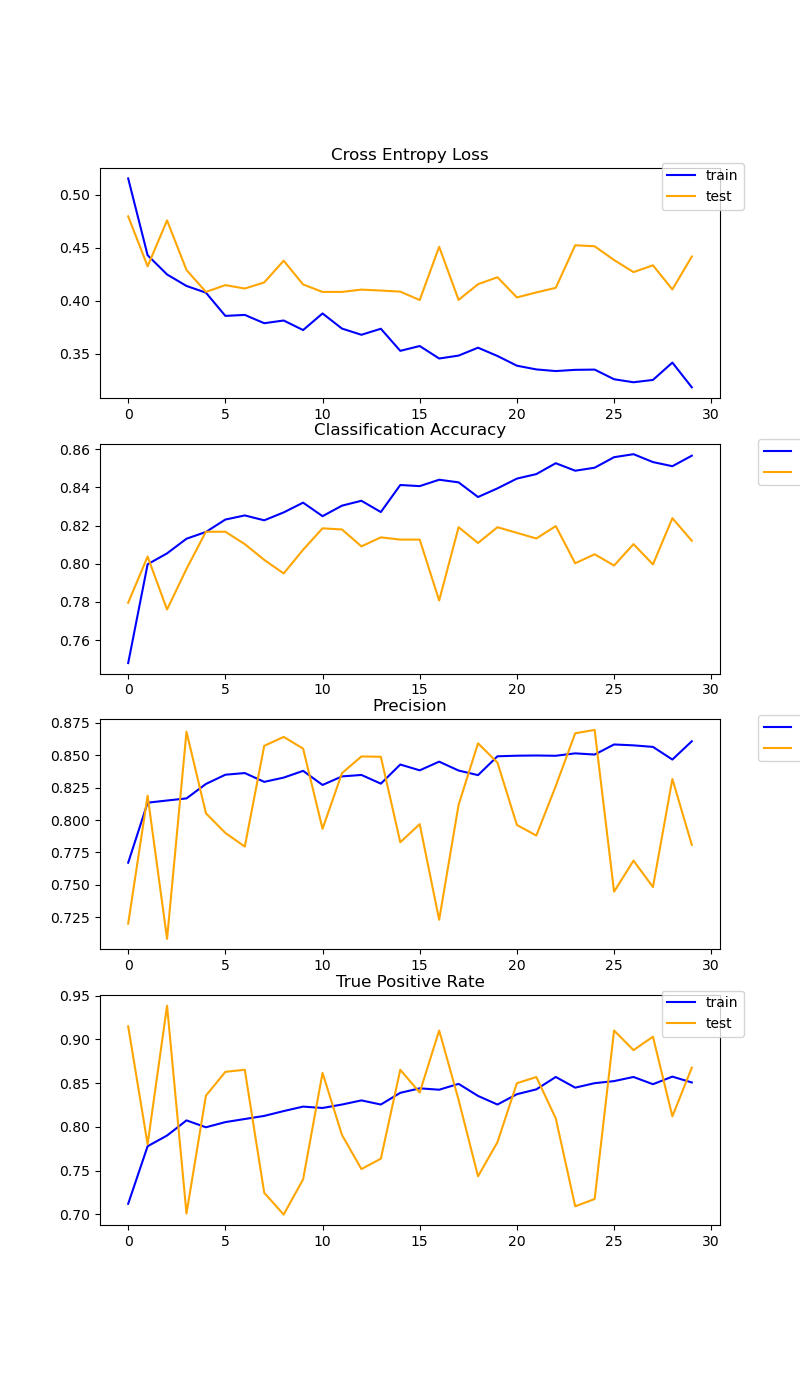 Cross Entropy Loss
train
test
0.50
0.45
0.40
0.35
0 5 10 15 20 25 30
Classification Accuracy
0.86
0.84
0.82
0.80
0.78
0.76
0 5 10 15 20 25 30
Precision
0.875
0.850
0.825
0.800
0.775
0.750
0.725
0 5 10 15 20 25 30
True Positive Rate
train
test
0.95
0.90
0.85
0.80
0.75
0.70
0 5 10 15 20 25 30